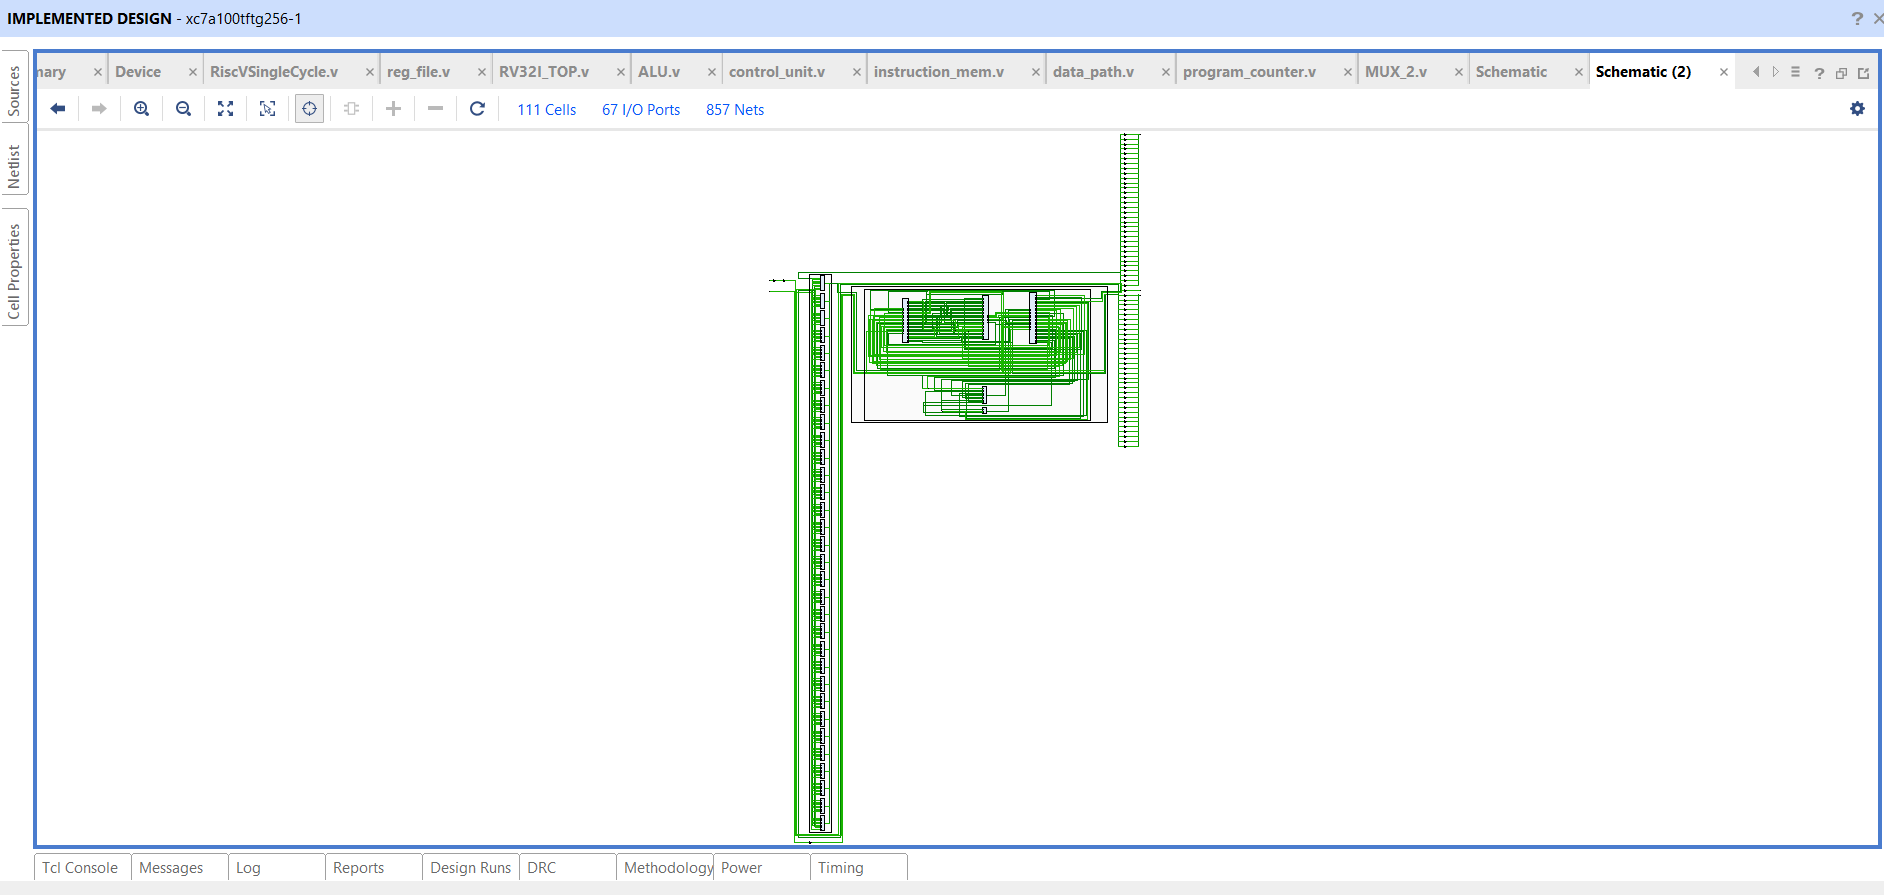 IMPLEMENTED DESIGN - xc7a100tftg256-1
Sources
Netlist
Cell Properties
mary Device RiscVSingleCycle.v reg_file.v RV32I_TOP.v ALU.v control_unit.v instruction_mem.v data_path.v program_counter.v MUX_2.v Schematic Schematic (2)
111 Cells 67 I/O Ports 857 Nets
Tcl Console Messages Log Reports Design Runs DRC Methodology Power Timing